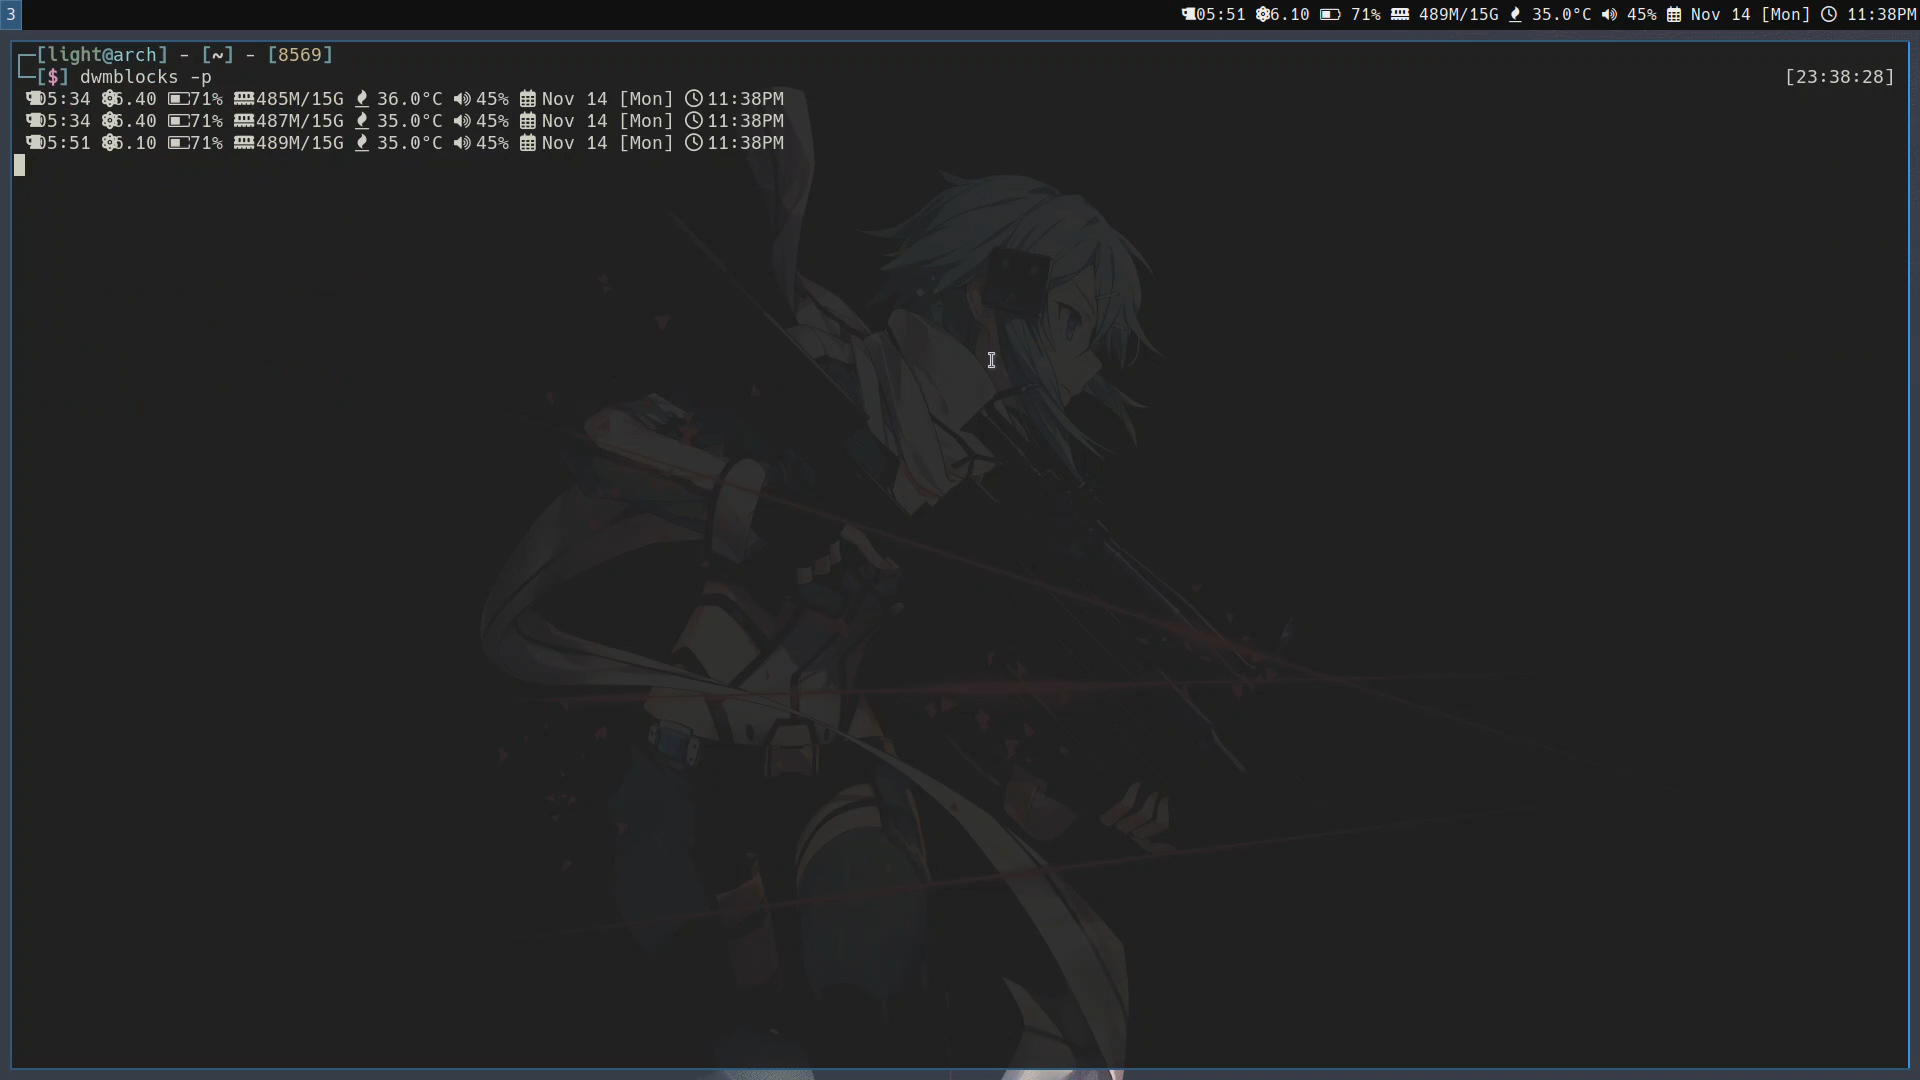 3
05:51 6.10 71% 489M/15G 35.0°C 45% Nov 14 [Mon] 11:38PM
[light@arch] - [~] - [8569]
[$] dwmblocks -p [23:38:28]
05:34 6.40 71% 485M/15G 36.0°C 45% Nov 14 [Mon] 11:38PM
05:34 6.40 71% 487M/15G 35.0°C 45% Nov 14 [Mon] 11:38PM
05:51 6.10 71% 489M/15G 35.0°C 45% Nov 14 [Mon] 11:38PM